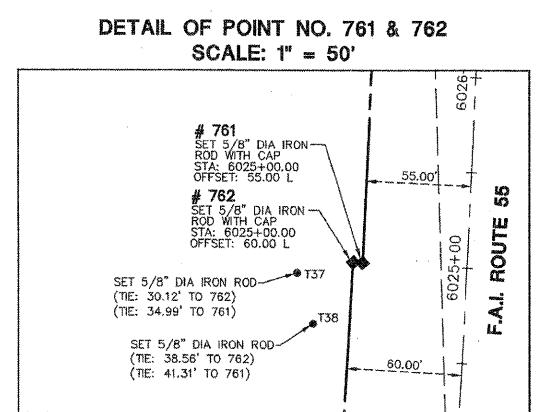 DETAIL OF POINT NO. 761 & 762
SCALE: 1" = 50'
6026
# 761
SET 5/8" DIA IRON
ROD WITH CAP
STA: 6025+00.00
OFFSET: 55.00 L
55.00'
# 762
SET 5/8" DIA IRON
ROD WITH CAP
STA: 6025+00.00
OFFSET: 60.00 L
6025+00
F.A.I. ROUTE 55
T37
SET 5/8" DIA IRON ROD
(TIE: 30.12' TO 762)
(TIE: 34.99' TO 761)
T38
SET 5/8" DIA IRON ROD
(TIE: 38.56' TO 762)
(TIE: 41.31' TO 761)
60.00'